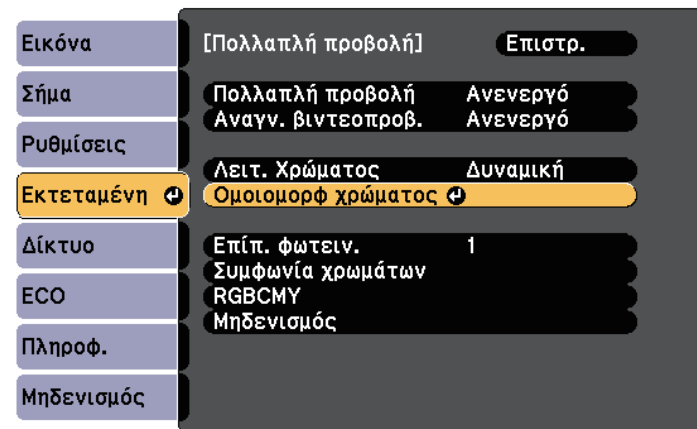 Εικόνα
Σήμα
Ρυθμίσεις
Εκτεταμένη
Δίκτυο
ECO
Πληροφ.
Μηδενισμός
[Πολλαπλή προβολή] Επιστρ.
Πολλαπλή προβολή Ανενεργό
Αναγν. βιντεοπροβ. Ανενεργό
Λειτ. Χρώματος Δυναμική
Ομοιομορφ χρώματος
Επίπ. φωτειν. 1
Συμφωνία χρωμάτων
RGBCMY
Μηδενισμός